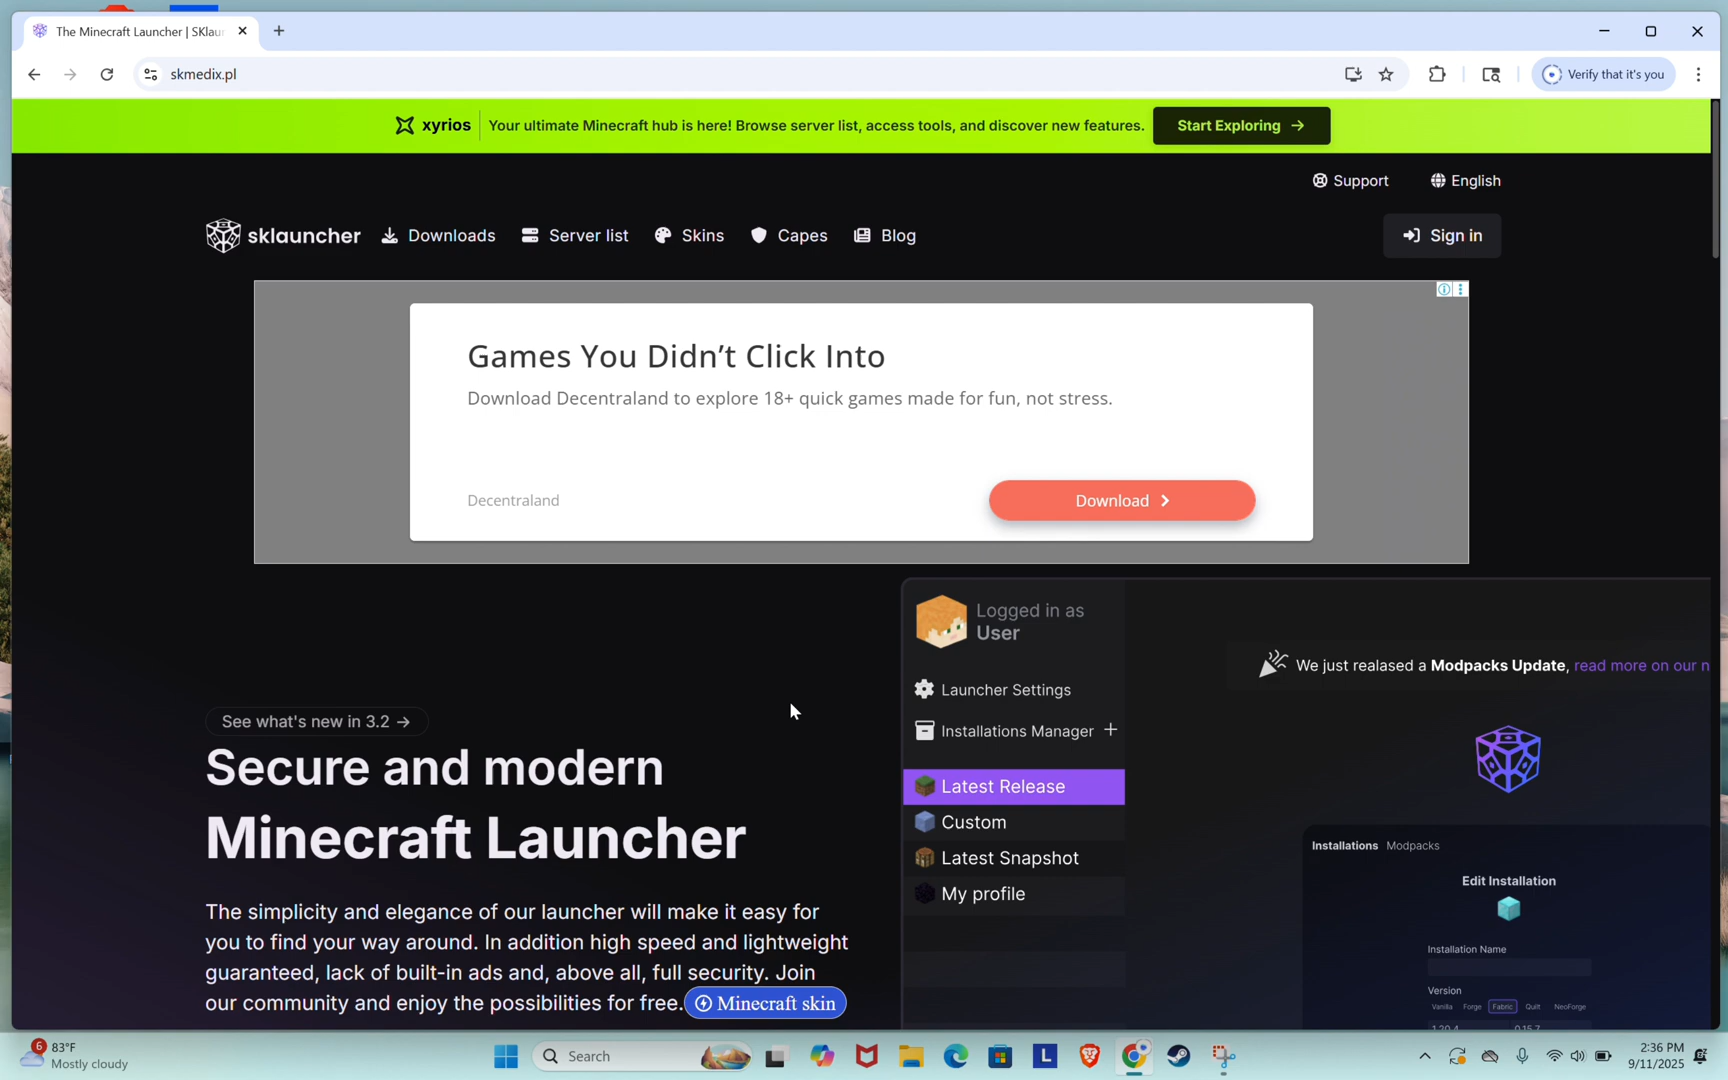 The Minecraft Launcher | SKlau
skmedix.pl
Verify that it's you
xyrios
Your ultimate Minecraft hub is here! Browse server list, access tools, and discover new features.
Start Exploring →
Support
English
sklauncher
Downloads
Server list
Skins
Capes
Blog
Sign in
Games You Didn't Click Into
Download Decentraland to explore 18+ quick games made for fun, not stress.
Decentraland
Download
See what's new in 3.2 →
Secure and modern
Minecraft Launcher
The simplicity and elegance of our launcher will make it easy for
you to find your way around. In addition high speed and lightweight
guaranteed, lack of built-in ads and, above all, full security. Join
our community and enjoy the possibilities for free.
Minecraft skin
Logged in as
User
Launcher Settings
Installations Manager +
Latest Release
Custom
Latest Snapshot
My profile
We just realased a Modpacks Update, read more on our n
Installations Modpacks
Edit Installation
Installation Name
Version
Vanilla Forge Fabric Quilt NeoForge
1.20.4 0.15.7
6
83°F
Mostly cloudy
Search
L
2:36 PM
9/11/2025